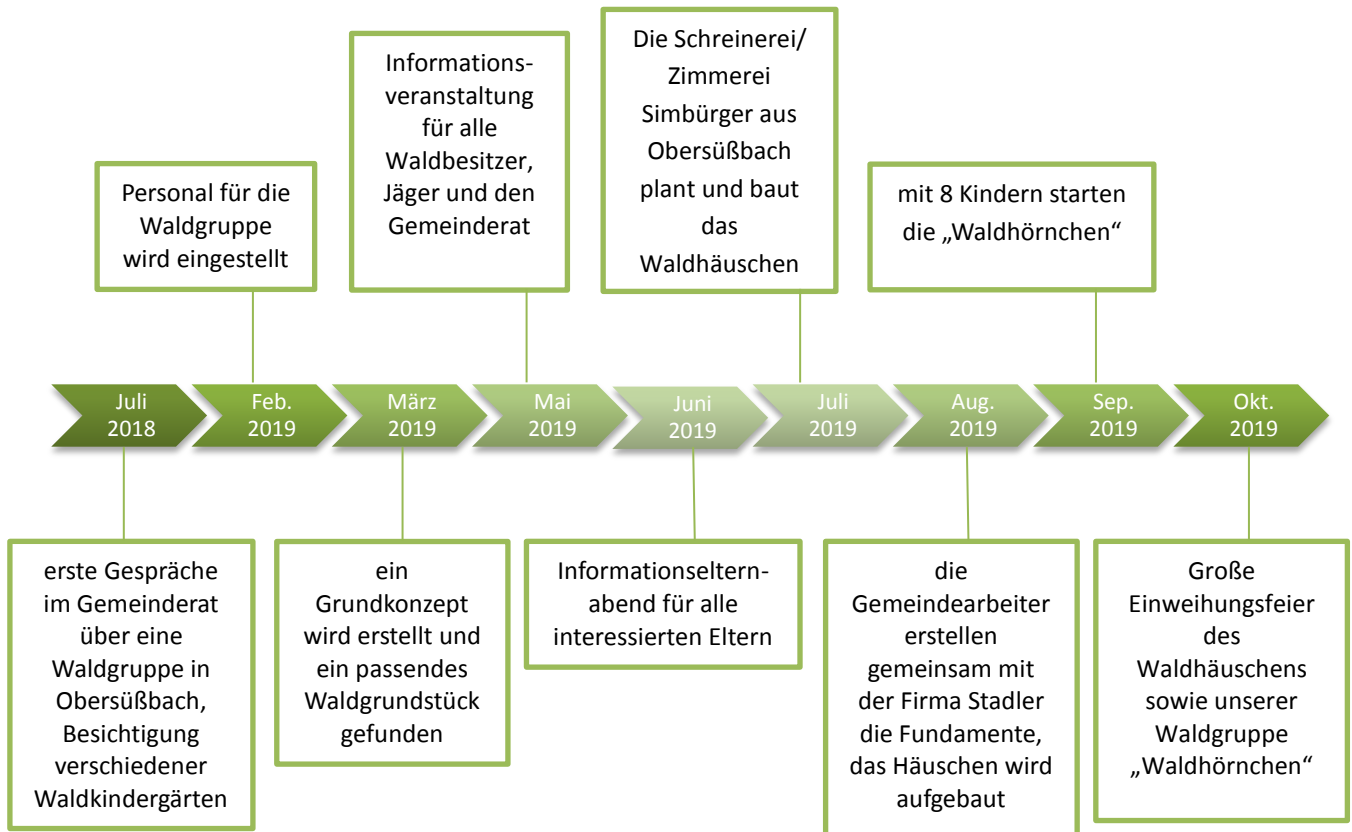 Informations-
veranstaltung
für alle
Waldbesitzer,
Jäger und den
Gemeinderat
Die Schreinerei/
Zimmerei
Simbürger aus
Obersüßbach
plant und baut
das
Waldhäuschen
Personal für die
Waldgruppe
wird eingestellt
mit 8 Kindern starten
die „Waldhörnchen“
Juli
2018
Feb.
2019
März
2019
Mai
2019
Juni
2019
Juli
2019
Aug.
2019
Sep.
2019
Okt.
2019
erste Gespräche
im Gemeinderat
über eine
Waldgruppe in
Obersüßbach,
Besichtigung
verschiedener
Waldkindergärten
ein
Grundkonzept
wird erstellt und
ein passendes
Waldgrundstück
gefunden
Informationseltern-
abend für alle
interessierten Eltern
die
Gemeindearbeiter
erstellen
gemeinsam mit
der Firma Stadler
die Fundamente,
das Häuschen wird
aufgebaut
Große
Einweihungsfeier
des
Waldhäuschens
sowie unserer
Waldgruppe
„Waldhörnchen“